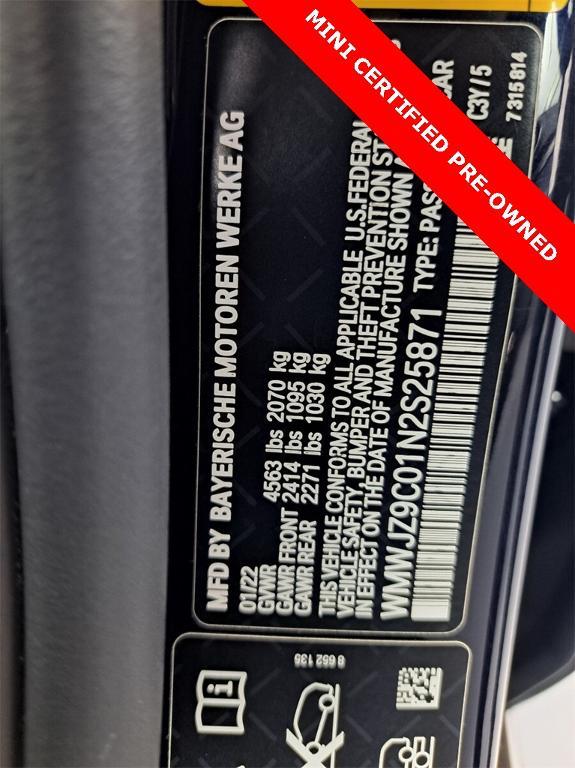 MINI CERTIFIED PRE-OWNED
MFD BY BAYERISCHE MOTOREN WERKE AG
01/22
GVWR 4563 lbs 2070 kg
GAWR FRONT 2414 lbs 1095 kg
GAWR REAR 2271 lbs 1030 kg
THIS VEHICLE CONFORMS TO ALL APPLICABLE U.S.FEDERAL
VEHICLE SAFETY, BUMPER AND THEFT PREVENTION
IN EFFECT ON THE DATE OF MANUFACTURE SHOWN
WMWJZ9C01N2S25871 TYPE:
C3Y/5
7315814
8 652 135